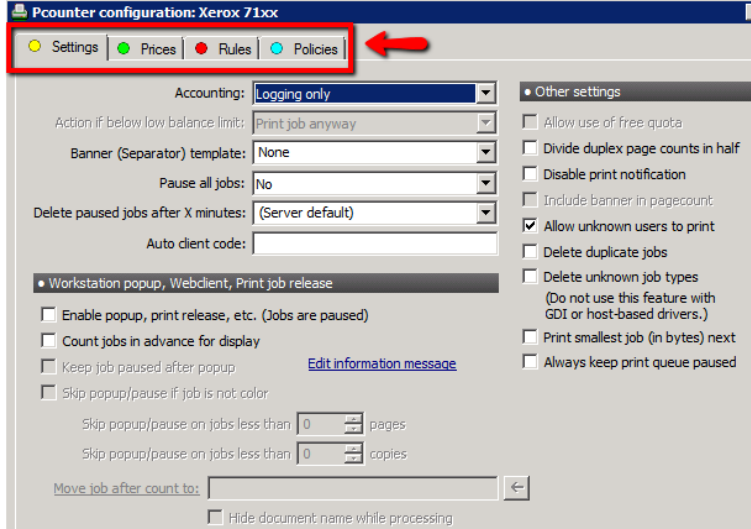 Pcounter configuration: Xerox 71xx
Settings Prices Rules Policies
Accounting: Logging only
Action if below low balance limit: Print job anyway
Banner (Separator) template: None
Pause all jobs: No
Delete paused jobs after X minutes: (Server default)
Auto client code:
• Workstation popup, Webclient, Print job release
Enable popup, print release, etc. (Jobs are paused)
Count jobs in advance for display
Keep job paused after popup Edit information message
Skip popup/pause if job is not color
Skip popup/pause on jobs less than 0 pages
Skip popup/pause on jobs less than 0 copies
Move job after count to:
Hide document name while processing
• Other settings
Allow use of free quota
Divide duplex page counts in half
Disable print notification
Include banner in pagecount
Allow unknown users to print
Delete duplicate jobs
Delete unknown job types
(Do not use this feature with
GDI or host-based drivers.)
Print smallest job (in bytes) next
Always keep print queue paused